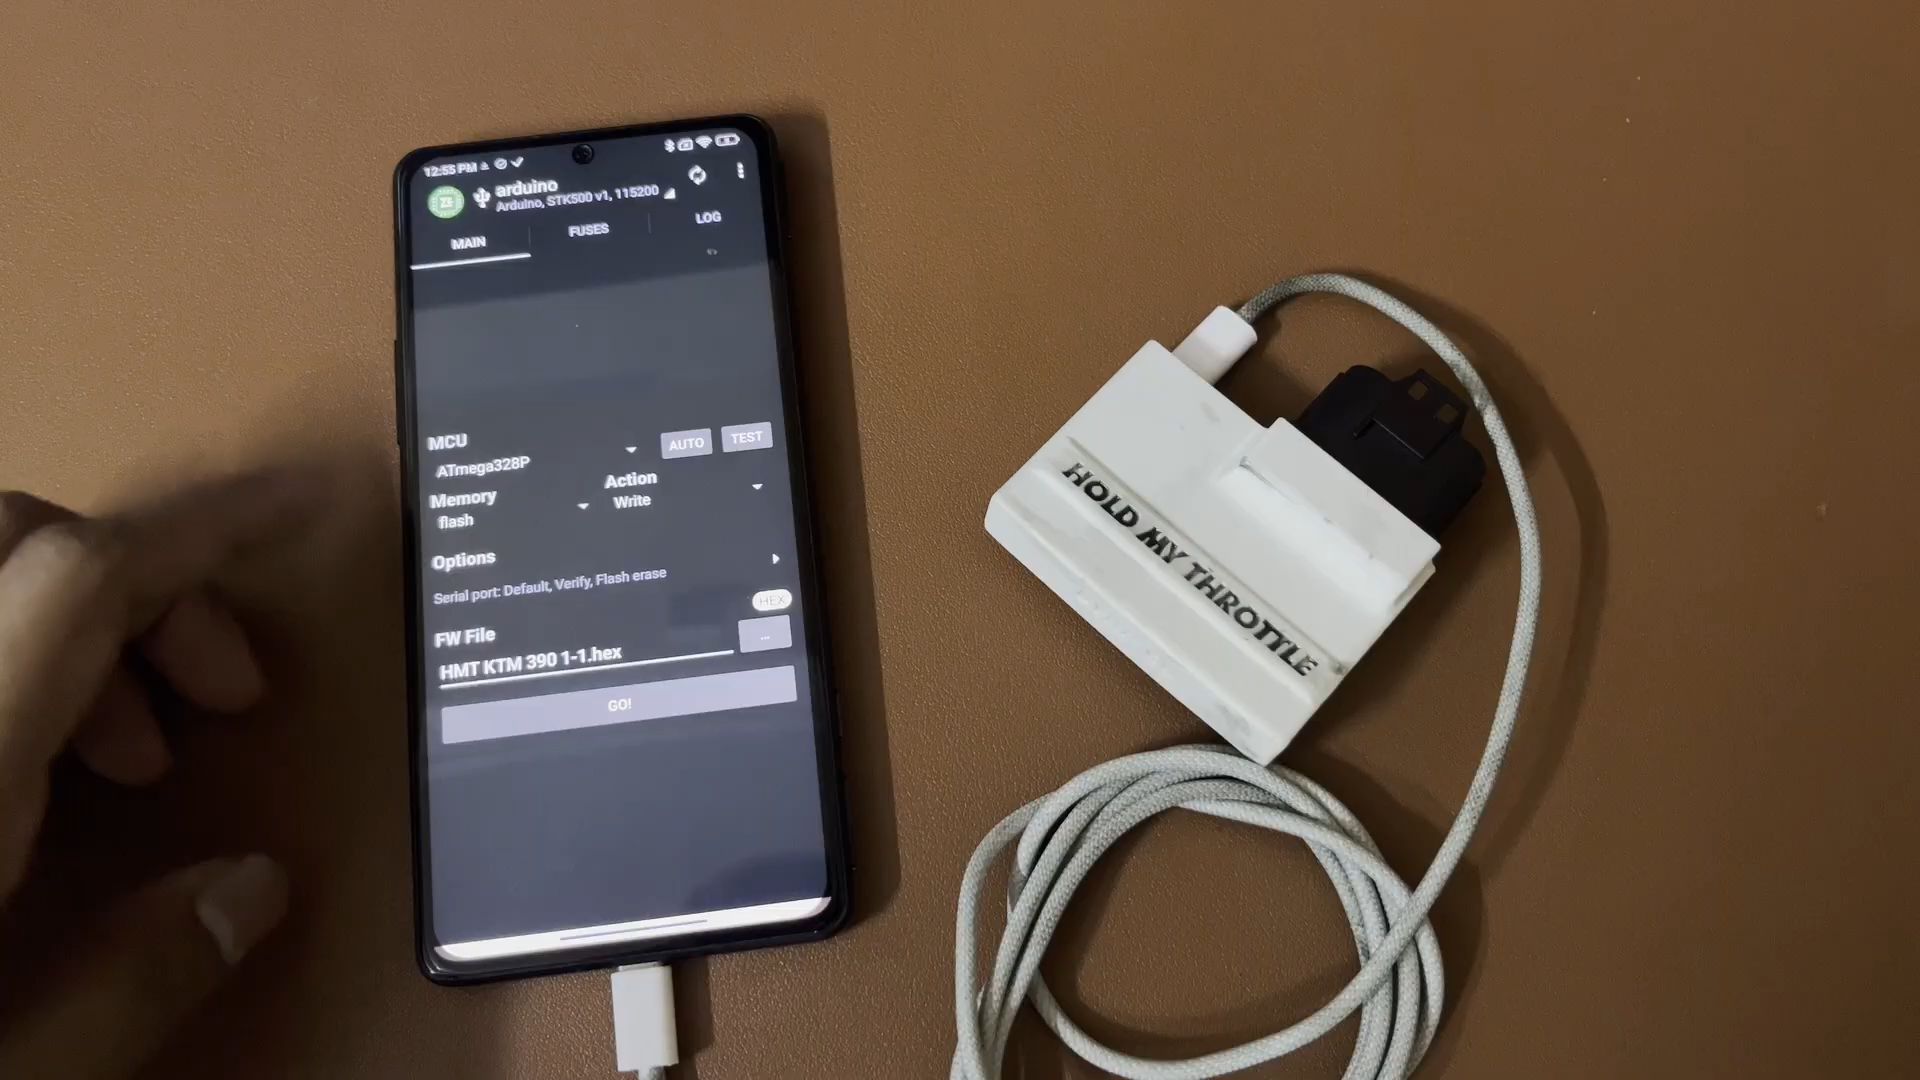 12:55 PM
ZF
arduino
Arduino, STK500 v1, 115200
MAIN
FUSES
LOG
MCU
ATmega328P
AUTO
TEST
Memory
flash
Action
Write
Options
Serial port: Default, Verify, Flash erase
HEX
FW File
HMT KTM 390 1-1.hex
...
GO!
HOLD MY THROTTLE